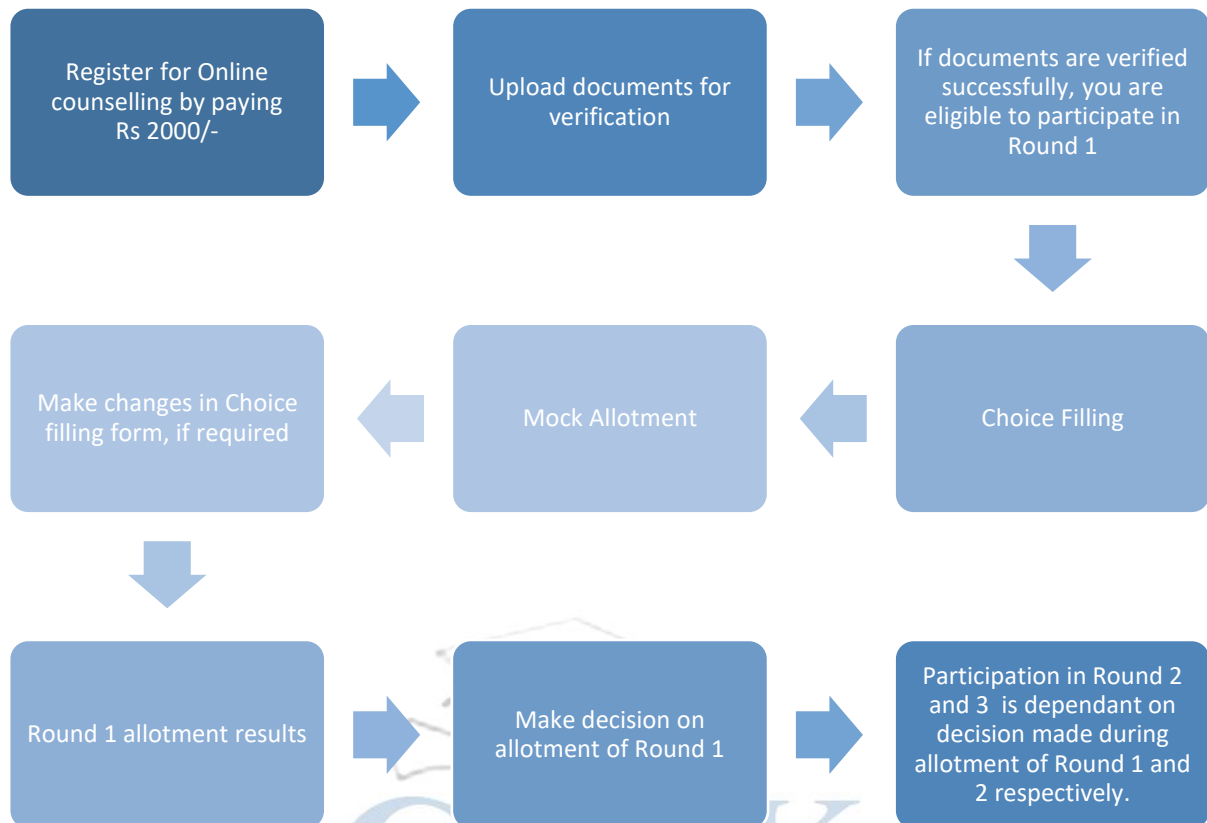 Register for Online
counselling by paying
Rs 2000/-
Upload documents for
verification
If documents are verified
successfully, you are
eligible to participate in
Round 1
Choice Filling
Mock Allotment
Make changes in Choice
filling form, if required
Round 1 allotment results
Make decision on
allotment of Round 1
Participation in Round 2
and 3 is dependant on
decision made during
allotment of Round 1 and
2 respectively.